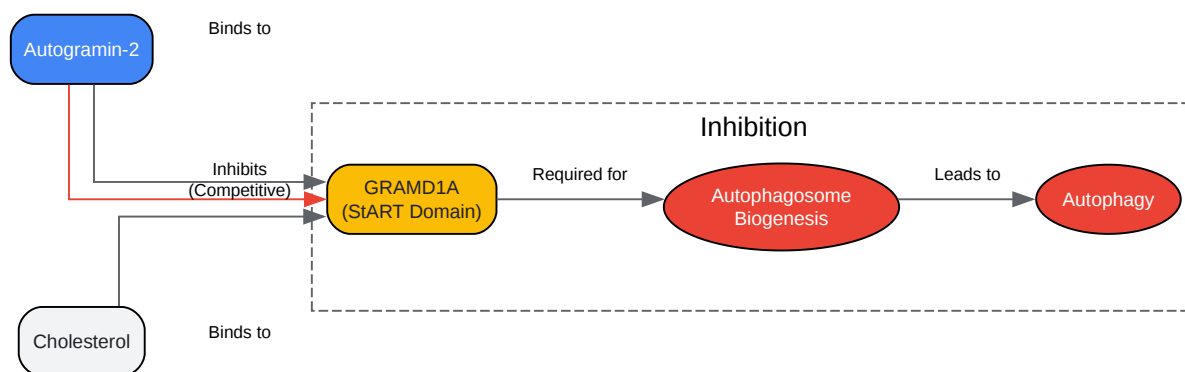 Binds to
Autogramin-2
Inhibition
Inhibits
(Competitive)
GRAMD1A
(StART Domain)
Required for
Autophagosome
Biogenesis
Leads to
Autophagy
Cholesterol
Binds to